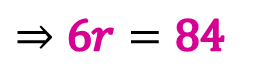 ⇒ 6r = 84